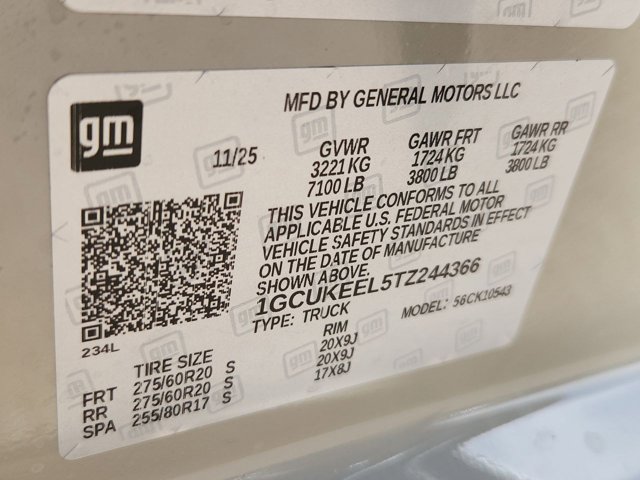 gm
MFD BY GENERAL MOTORS LLC
11/25
GVWR GAWR FRT GAWR RR
3221 KG 1724 KG 1724 KG
7100 LB 3800 LB 3800 LB
THIS VEHICLE CONFORMS TO ALL
APPLICABLE U.S. FEDERAL MOTOR
VEHICLE SAFETY STANDARDS IN EFFECT
ON THE DATE OF MANUFACTURE
SHOWN ABOVE.
1GCUKEEL5TZ244366
TYPE: TRUCK MODEL: 56CK10543
234L
TIRE SIZE RIM
FRT 275/60R20 S 20X9J
RR 275/60R20 S 20X9J
SPA 255/80R17 S 17X8J